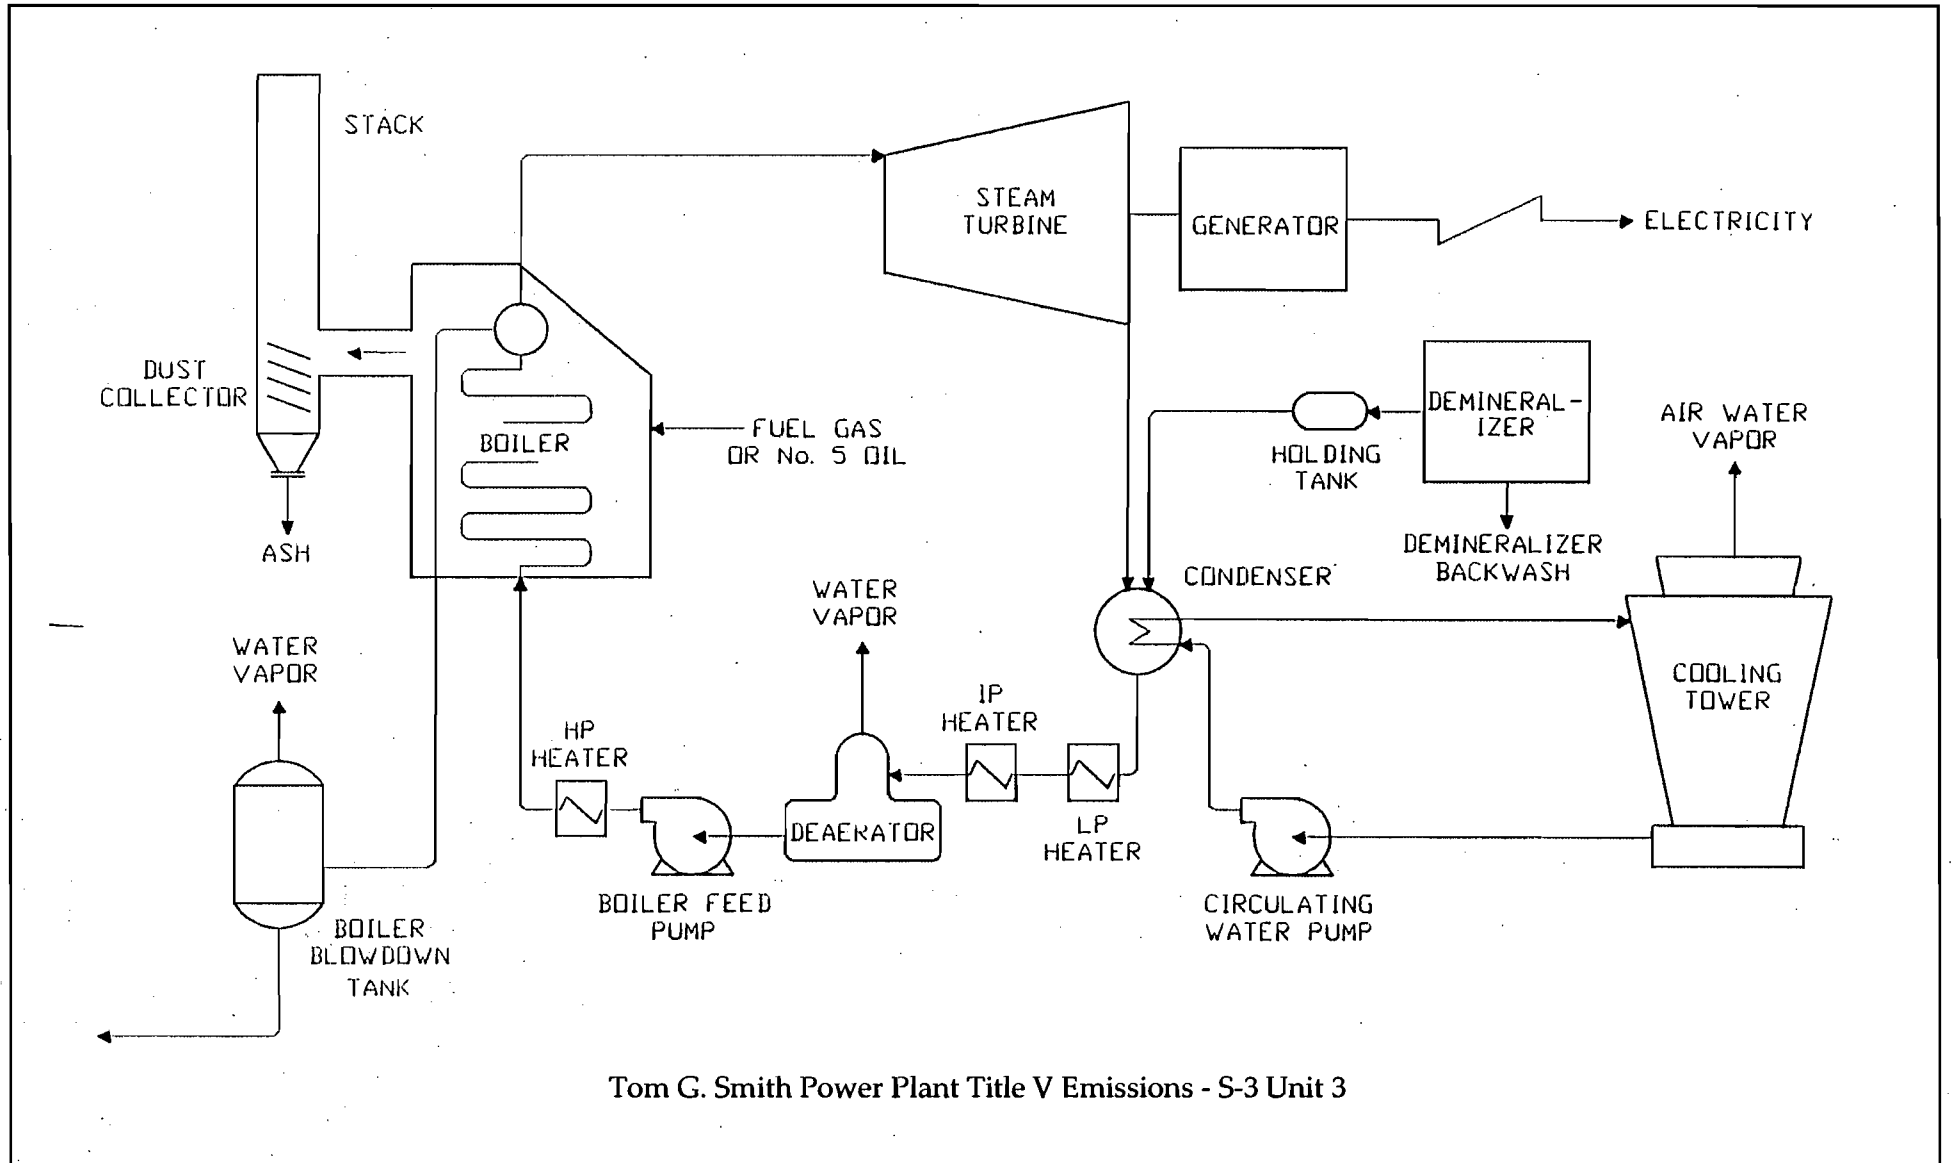 STACK
STEAM
TURBINE
GENERATOR
ELECTRICITY
DUST
COLLECTOR
BOILER
FUEL GAS
OR No. 5 OIL
DEMINERAL-
IZER
HOLDING
TANK
AIR WATER
VAPOR
ASH
DEMINERALIZER
BACKWASH
CONDENSER
WATER
VAPOR
WATER
VAPOR
COOLING
TOWER
IP
HEATER
HP
HEATER
DEAERATOR
LP
HEATER
BOILER FEED
PUMP
CIRCULATING
WATER PUMP
BOILER
BLOWDOWN
TANK
Tom G. Smith Power Plant Title V Emissions - S-3 Unit 3